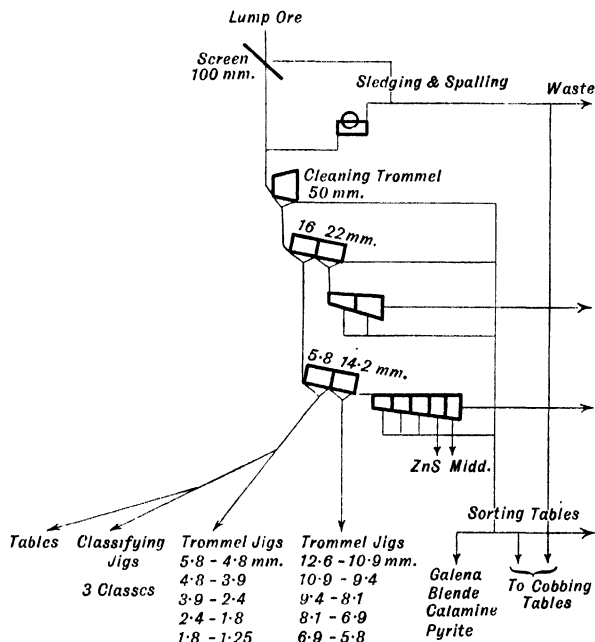 Lump Ore
Screen
100 mm.
Sledging & Spalling
Waste
Cleaning Trommel
50 mm.
16 22 mm.
5·8 14·2 mm.
ZnS Midd.
Sorting Tables
Tables
Classifying
Jigs
3 Classes
Trommel Jigs
5·8 - 4·8 mm.
4·8 - 3·9
3·9 - 2·4
2·4 - 1·8
1·8 - 1·25
Trommel Jigs
12·6 - 10·9 mm.
10·9 - 9·4
9·4 - 8·1
8·1 - 6·9
6·9 - 5·8
Galena
Blende
Calamine
Pyrite
To Cobbing
Tables